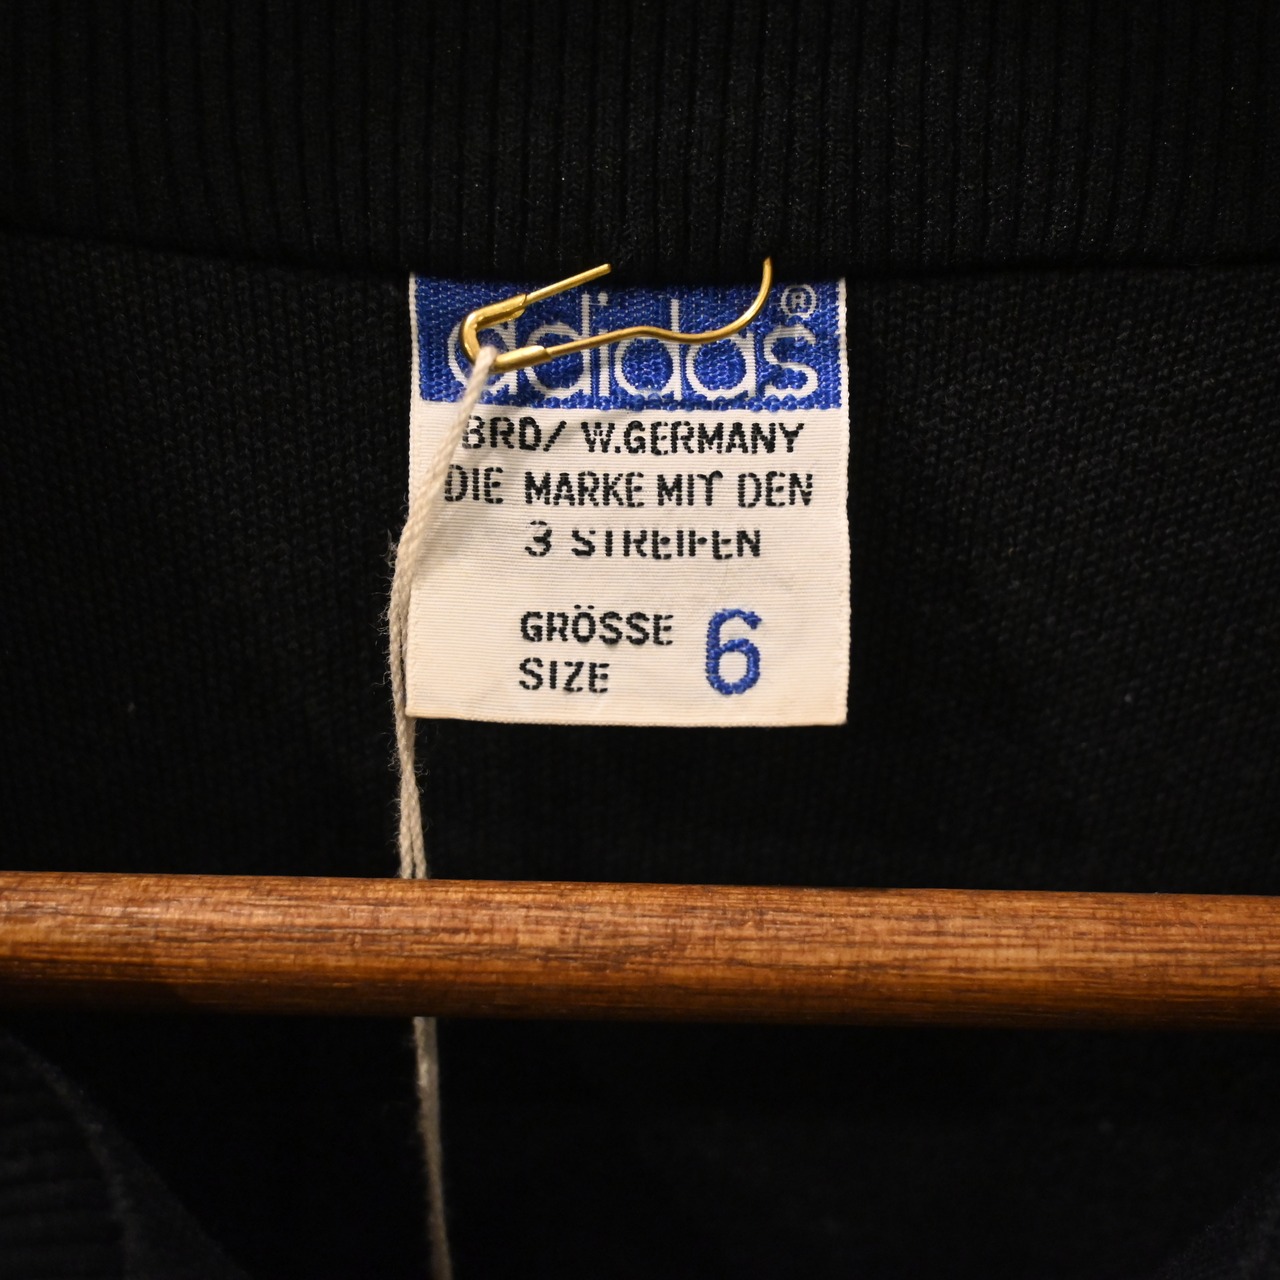 adidas®
BRD/ W.GERMANY
DIE MARKE MIT DEN
3 STREIFEN
GRÖSSE 6
SIZE